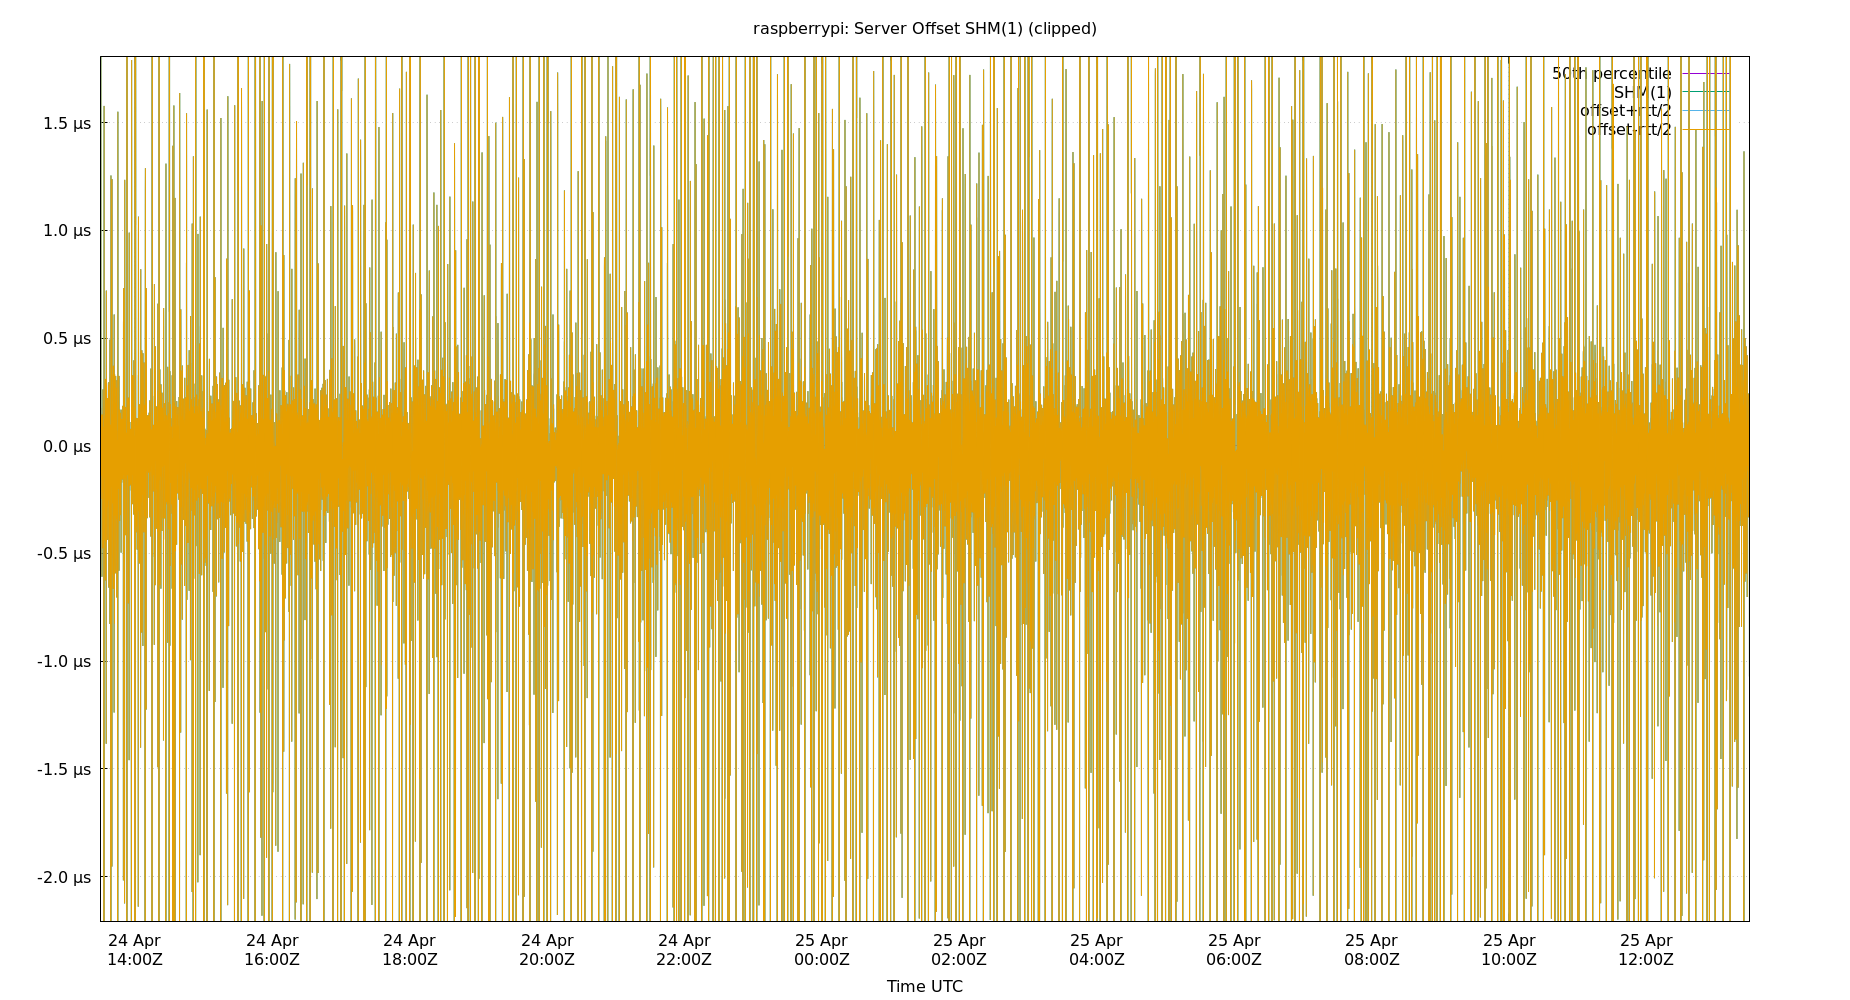 raspberrypi: Server Offset SHM(1) (clipped)
50th percentile
SHM(1)
offset+rtt/2
offset-rtt/2
1.5 µs
1.0 µs
0.5 µs
0.0 µs
-0.5 µs
-1.0 µs
-1.5 µs
-2.0 µs
24 Apr 24 Apr 24 Apr 24 Apr 24 Apr 25 Apr 25 Apr 25 Apr 25 Apr 25 Apr 25 Apr 25 Apr
14:00Z 16:00Z 18:00Z 20:00Z 22:00Z 00:00Z 02:00Z 04:00Z 06:00Z 08:00Z 10:00Z 12:00Z
Time UTC